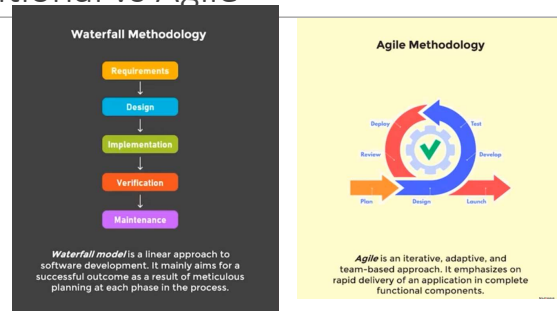 Waterfall Methodology
Requirements
Design
Implementation
Verification
Maintenance
Waterfall model is a linear approach to
software development. It mainly aims for a
successful outcome as a result of meticulous
planning at each phase in the process.
Agile Methodology
Deploy
Test
Review
Develop
Plan
Design
Launch
Agile is an iterative, adaptive, and
team-based approach. It emphasizes on
rapid delivery of an application in complete
functional components.